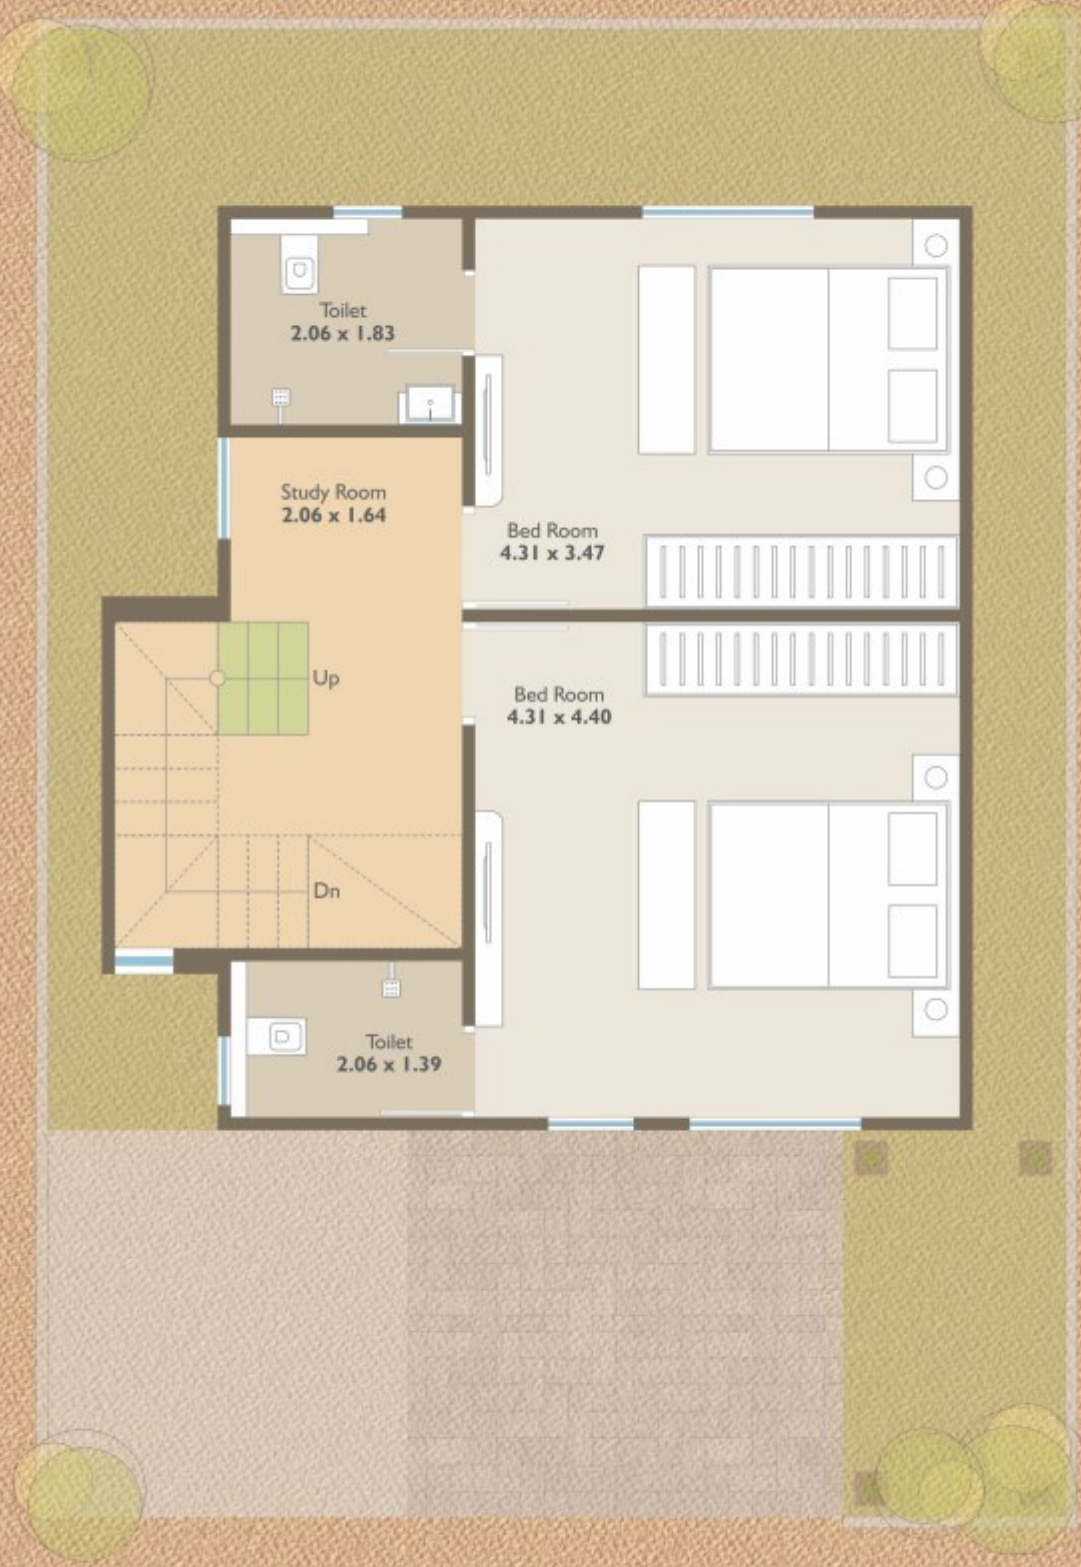 Toilet
2.06 x 1.83
Study Room
2.06 x 1.64
Bed Room
4.31 x 3.47
Up
Bed Room
4.31 x 4.40
Dn
Toilet
2.06 x 1.39